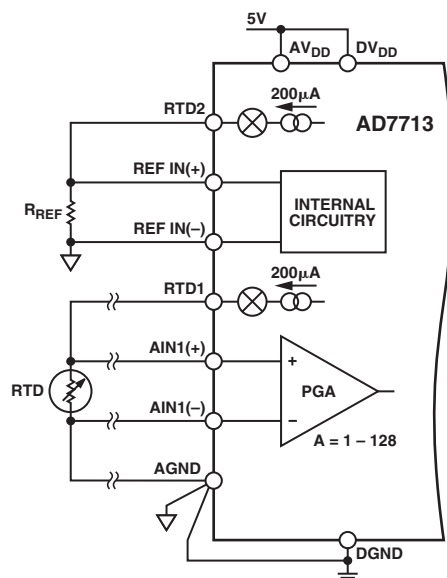 5V
AVDD DVDD
200μA
RTD2
AD7713
REF IN(+)
RREF
INTERNAL
CIRCUITRY
REF IN(–)
200μA
RTD1
AIN1(+)
+
RTD
PGA
AIN1(–)
–
A = 1 – 128
AGND
DGND